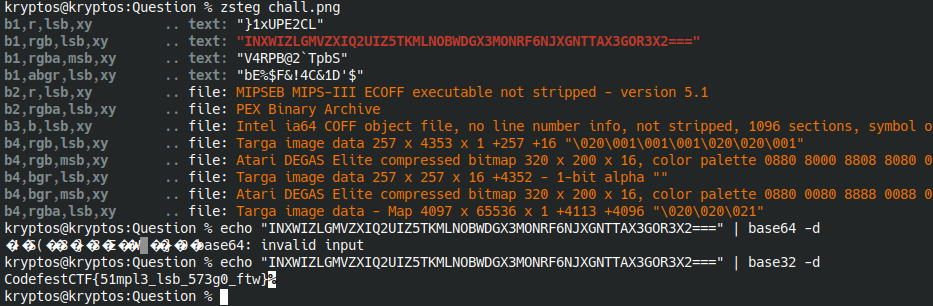 kryptos@kryptos:Question % zsteg chall.png
b1,r,lsb,xy .. text: "}1xUPE2CL"
b1,rgb,lsb,xy .. text: "INXWIZLGMVZXIQ2UIZ5TKMLNOBWDGX3MONRF6NJXGNTTAX3GOR3X2==="
b1,rgba,msb,xy .. text: "V4RPB@2`TpbS"
b1,abgr,lsb,xy .. text: "bE%$F&!4C&1D'$"
b2,r,lsb,xy .. file: MIPSEB MIPS-III ECOFF executable not stripped - version 5.1
b2,rgba,lsb,xy .. file: PEX Binary Archive
b3,b,lsb,xy .. file: Intel ia64 COFF object file, no line number info, not stripped, 1096 sections, symbol o
b4,rgb,lsb,xy .. file: Targa image data 257 x 4353 x 1 +257 +16 "\020\001\001\001\020\020\001"
b4,rgb,msb,xy .. file: Atari DEGAS Elite compressed bitmap 320 x 200 x 16, color palette 0880 8000 8808 8080 0
b4,bgr,lsb,xy .. file: Targa image data 257 x 257 x 16 +4352 - 1-bit alpha ""
b4,bgr,msb,xy .. file: Atari DEGAS Elite compressed bitmap 320 x 200 x 16, color palette 0880 0080 8888 0088 0
b4,rgba,lsb,xy .. file: Targa image data - Map 4097 x 65536 x 1 +4113 +4096 "\020\020\021"
kryptos@kryptos:Question % echo "INXWIZLGMVZXIQ2UIZ5TKMLNOBWDGX3MONRF6NJXGNTTAX3GOR3X2===" | base64 -d
base64: invalid input
kryptos@kryptos:Question % echo "INXWIZLGMVZXIQ2UIZ5TKMLNOBWDGX3MONRF6NJXGNTTAX3GOR3X2===" | base32 -d
CodefestCTF{51mpl3_lsb_573g0_ftw}%
kryptos@kryptos:Question %